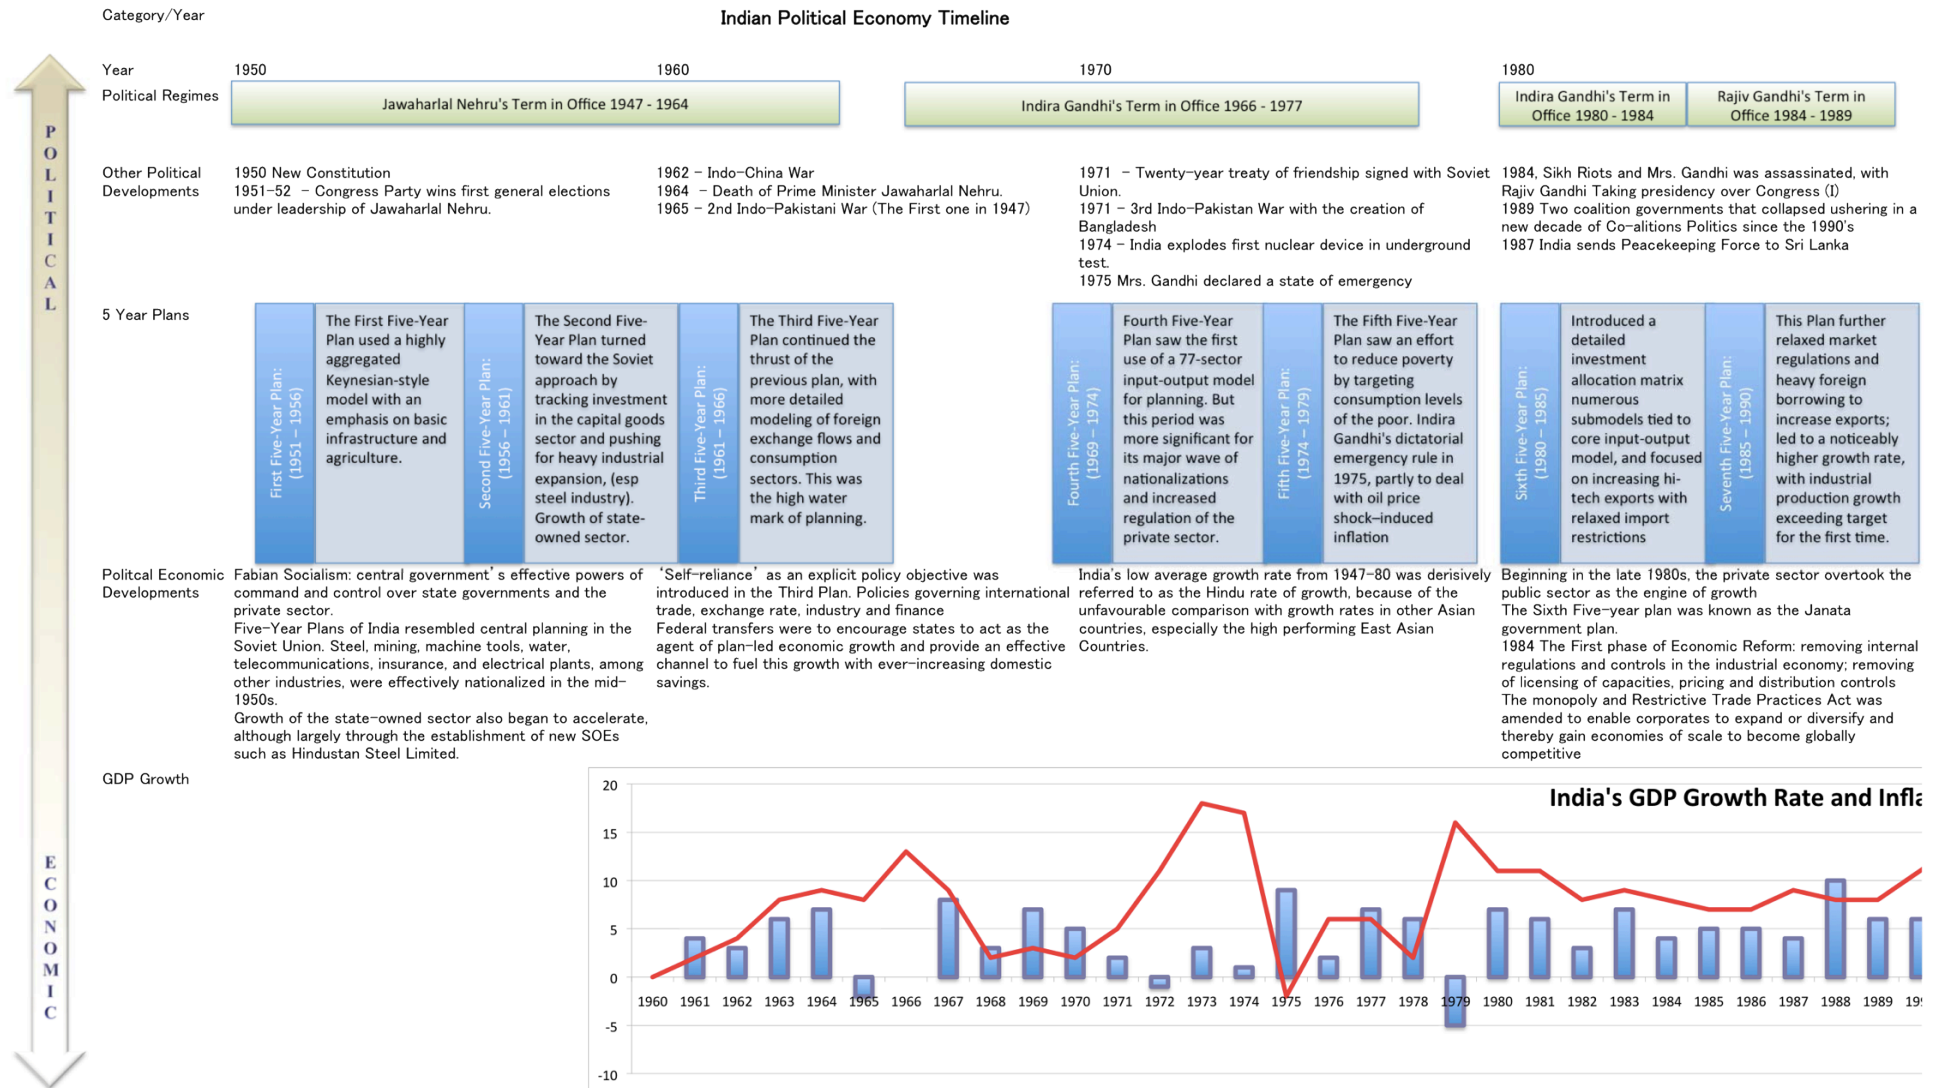 Category/Year
Indian Political Economy Timeline
Year
1950
1960
1970
1980
Political Regimes
Jawaharlal Nehru's Term in Office 1947 - 1964
Indira Gandhi's Term in Office 1966 - 1977
Indira Gandhi's Term in
Office 1980 - 1984
Rajiv Gandhi's Term in
Office 1984 - 1989
POLITICAL
Other Political
Developments
1950 New Constitution
1951-52 - Congress Party wins first general elections
under leadership of Jawaharlal Nehru.
1962 - Indo-China War
1964 - Death of Prime Minister Jawaharlal Nehru.
1965 - 2nd Indo-Pakistani War (The First one in 1947)
1971 - Twenty-year treaty of friendship signed with Soviet
Union.
1971 - 3rd Indo-Pakistan War with the creation of
Bangladesh
1974 - India explodes first nuclear device in underground
test.
1975 Mrs. Gandhi declared a state of emergency
1984, Sikh Riots and Mrs. Gandhi was assassinated, with
Rajiv Gandhi Taking presidency over Congress (I)
1989 Two coalition governments that collapsed ushering in a
new decade of Co-alitions Politics since the 1990's
1987 India sends Peacekeeping Force to Sri Lanka
5 Year Plans
First Five-Year Plan:
(1951 – 1956)
The First Five-Year
Plan used a highly
aggregated
Keynesian-style
model with an
emphasis on basic
infrastructure and
agriculture.
Second Five-Year Plan:
(1956 – 1961)
The Second Five-
Year Plan turned
toward the Soviet
approach by
tracking investment
in the capital goods
sector and pushing
for heavy industrial
expansion, (esp
steel industry).
Growth of state-
owned sector.
Third Five-Year Plan:
(1961 – 1966)
The Third Five-Year
Plan continued the
thrust of the
previous plan, with
more detailed
modeling of foreign
exchange flows and
consumption
sectors. This was
the high water
mark of planning.
Fourth Five-Year Plan:
(1969 – 1974)
Fourth Five-Year
Plan saw the first
use of a 77-sector
input-output model
for planning. But
this period was
more significant for
its major wave of
nationalizations
and increased
regulation of the
private sector.
Fifth Five-Year Plan:
(1974 – 1979)
The Fifth Five-Year
Plan saw an effort
to reduce poverty
by targeting
consumption levels
of the poor. Indira
Gandhi's dictatorial
emergency rule in
1975, partly to deal
with oil price
shock–induced
inflation
Sixth Five-Year Plan:
(1980 – 1985)
Introduced a
detailed
investment
allocation matrix
numerous
submodels tied to
core input-output
model, and focused
on increasing hi-
tech exports with
relaxed import
restrictions
Seventh Five-Year Plan:
(1985 – 1990)
This Plan further
relaxed market
regulations and
heavy foreign
borrowing to
increase exports;
led to a noticeably
higher growth rate,
with industrial
production growth
exceeding target
for the first time.
Politcal Economic
Developments
Fabian Socialism: central government's effective powers of
command and control over state governments and the
private sector.
Five-Year Plans of India resembled central planning in the
Soviet Union. Steel, mining, machine tools, water,
telecommunications, insurance, and electrical plants, among
other industries, were effectively nationalized in the mid-
1950s.
Growth of the state-owned sector also began to accelerate,
although largely through the establishment of new SOEs
such as Hindustan Steel Limited.
'Self-reliance' as an explicit policy objective was
introduced in the Third Plan. Policies governing international
trade, exchange rate, industry and finance
Federal transfers were to encourage states to act as the
agent of plan-led economic growth and provide an effective
channel to fuel this growth with ever-increasing domestic
savings.
India's low average growth rate from 1947-80 was derisively
referred to as the Hindu rate of growth, because of the
unfavourable comparison with growth rates in other Asian
countries, especially the high performing East Asian
Countries.
Beginning in the late 1980s, the private sector overtook the
public sector as the engine of growth
The Sixth Five-year plan was known as the Janata
government plan.
1984 The First phase of Economic Reform: removing internal
regulations and controls in the industrial economy; removing
of licensing of capacities, pricing and distribution controls
The monopoly and Restrictive Trade Practices Act was
amended to enable corporates to expand or diversify and
thereby gain economies of scale to become globally
competitive
ECONOMIC
GDP Growth
India's GDP Growth Rate and Infla
20
15
10
5
0
-5
-10
1960 1961 1962 1963 1964 1965 1966 1967 1968 1969 1970 1971 1972 1973 1974 1975 1976 1977 1978 1979 1980 1981 1982 1983 1984 1985 1986 1987 1988 1989 199